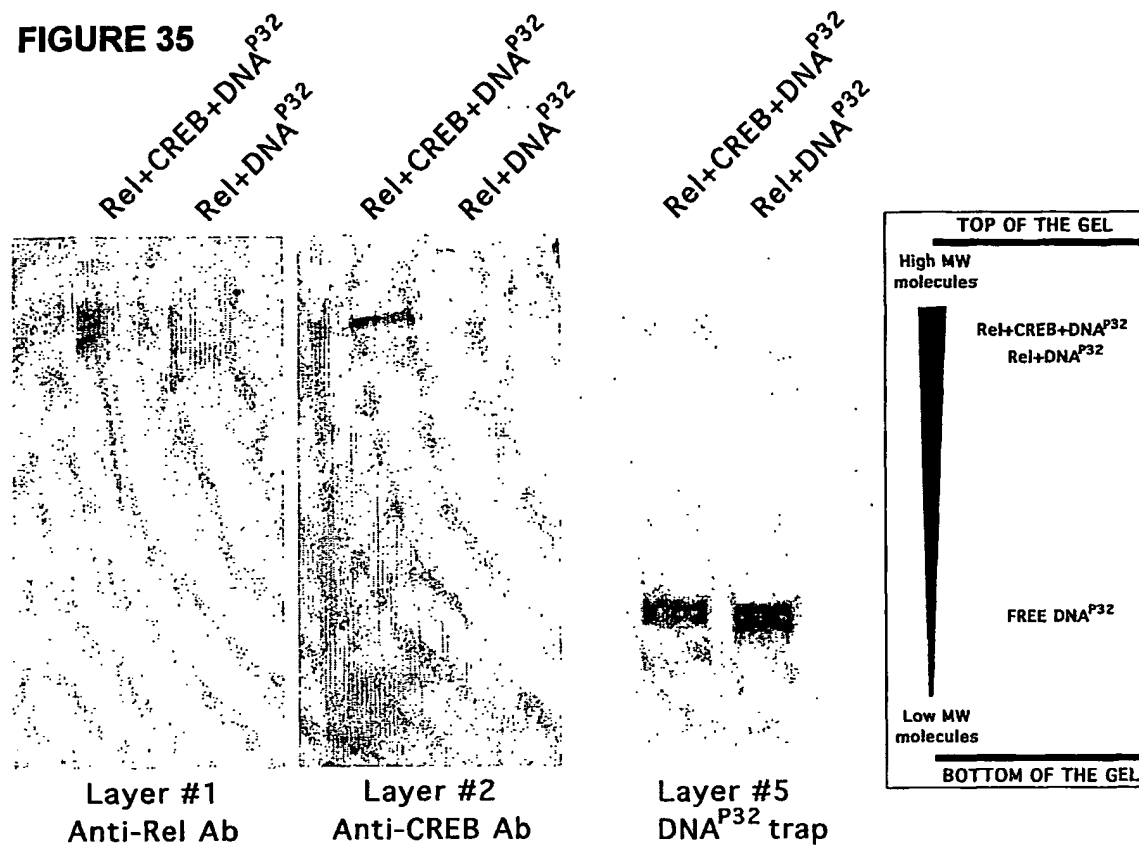 FIGURE 35
Rel+CREB+DNA^P32
Rel+DNA^P32
Rel+CREB+DNA^P32
Rel+DNA^P32
Rel+CREB+DNA^P32
Rel+DNA^P32
Layer #1
Anti-Rel Ab
Layer #2
Anti-CREB Ab
Layer #5
DNA^P32 trap
TOP OF THE GEL
High MW
molecules
Rel+CREB+DNA^P32
Rel+DNA^P32
FREE DNA^P32
Low MW
molecules
BOTTOM OF THE GEL